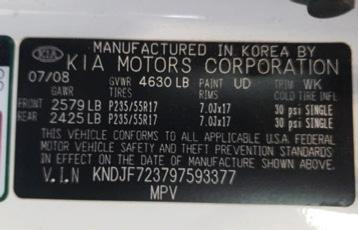 MANUFACTURED IN KOREA BY
KIA KIA MOTORS CORPORATION
07/08 GVWR 4630 LB PAINT UD TRIM WK
GAWR TIRES RIMS COLD TIRE INFL
FRONT 2579 LB P235/55R17 7.0Jx17 30 psi SINGLE
REAR 2425 LB P235/55R17 7.0Jx17 30 psi SINGLE
THIS VEHICLE CONFORMS TO ALL APPLICABLE U.S.A FEDERAL
MOTOR VEHICLE SAFETY AND THEFT PREVENTION STANDARDS
IN EFFECT ON THE DATE OF MANUFACTURE SHOWN ABOVE.
V.I.N KNDJF723797593377
MPV